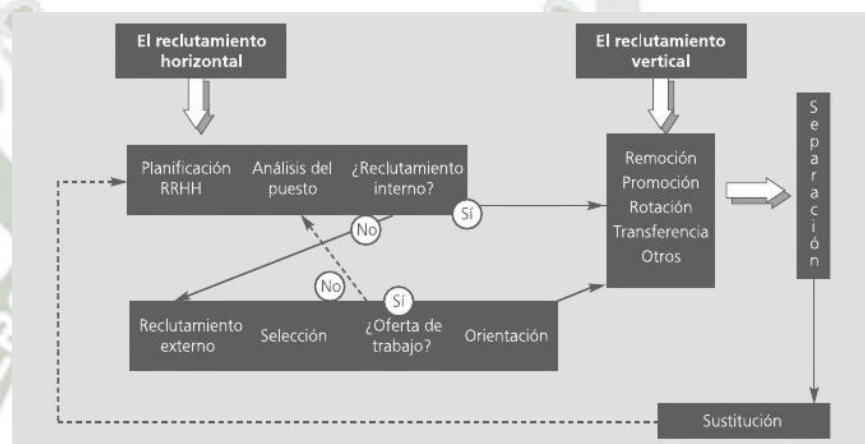 El reclutamiento
horizontal
El reclutamiento
vertical
Planificación
RRHH
Análisis del
puesto
¿Reclutamiento
interno?
Sí
No
Remoción
Promoción
Rotación
Transferencia
Otros
Separación
No
Sí
Reclutamiento
externo
Selección
¿Oferta de
trabajo?
Orientación
Sustitución